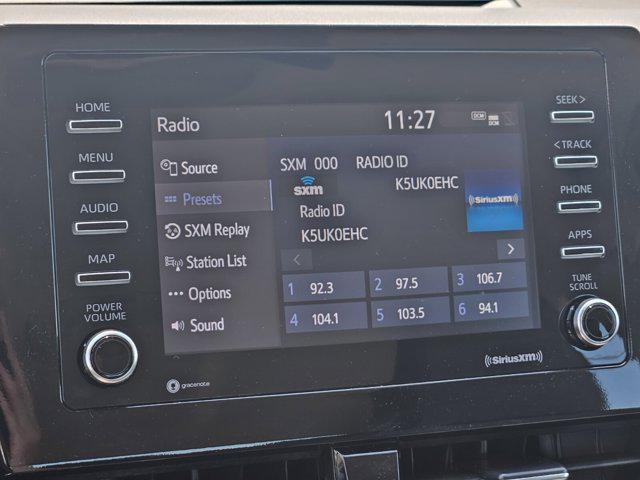 HOME
MENU
AUDIO
MAP
POWER
VOLUME
Radio
11:27
DCM
DCM
Source
Presets
SXM Replay
Station List
Options
Sound
SXM 000 RADIO ID
sxm
K5UK0EHC
Radio ID
K5UK0EHC
SiriusXM
<
>
1 92.3
2 97.5
3 106.7
4 104.1
5 103.5
6 94.1
SEEK >
< TRACK
PHONE
APPS
TUNE
SCROLL
gracenote
SiriusXM